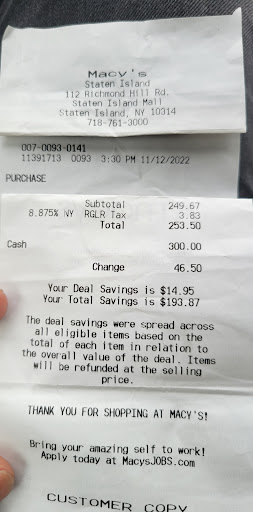 Macy's
Staten Island
112 Richmond Hill Rd.
Staten Island Mall
Staten Island, NY 10314
718-761-3000
007-0093-0141
11391713 0093 3:30 PM 11/12/2022
PURCHASE
Subtotal 249.67
8.875% NY RGLR Tax 3.83
Total 253.50
Cash 300.00
Change 46.50
Your Deal Savings is $14.95
Your Total Savings is $193.87
The deal savings were spread across
all eligible items based on the
total of each item in relation to
the overall value of the deal. Items
will be refunded at the selling
price.
THANK YOU FOR SHOPPING AT MACY'S!
Bring your amazing self to work!
Apply today at MacysJOBS.com
CUSTOMER COPY